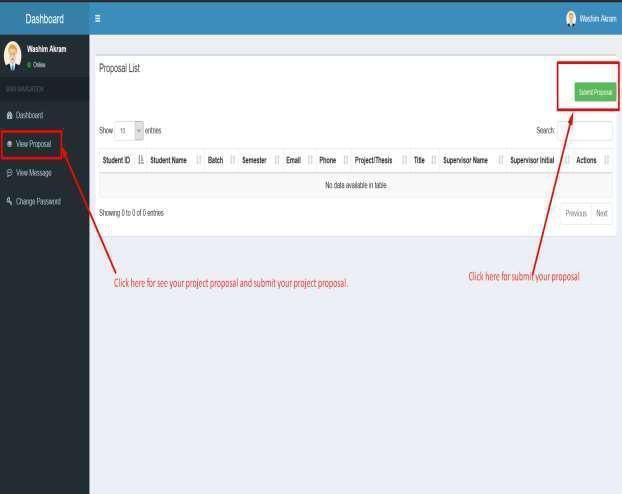 Dashboard
Washim Akram
Washim Akram
Online
MAIN NAVIGATION
Dashboard
View Proposal
View Message
Change Password
Proposal List
Submit Proposal
Show 10 entries
Search:
Student ID Student Name Batch Semester Email Phone Project/Thesis Title Supervisor Name Supervisor Initial Actions
No data available in table
Showing 0 to 0 of 0 entries
Previous Next
Click here for see your project proposal and submit your project proposal.
Click here for submit your proposal